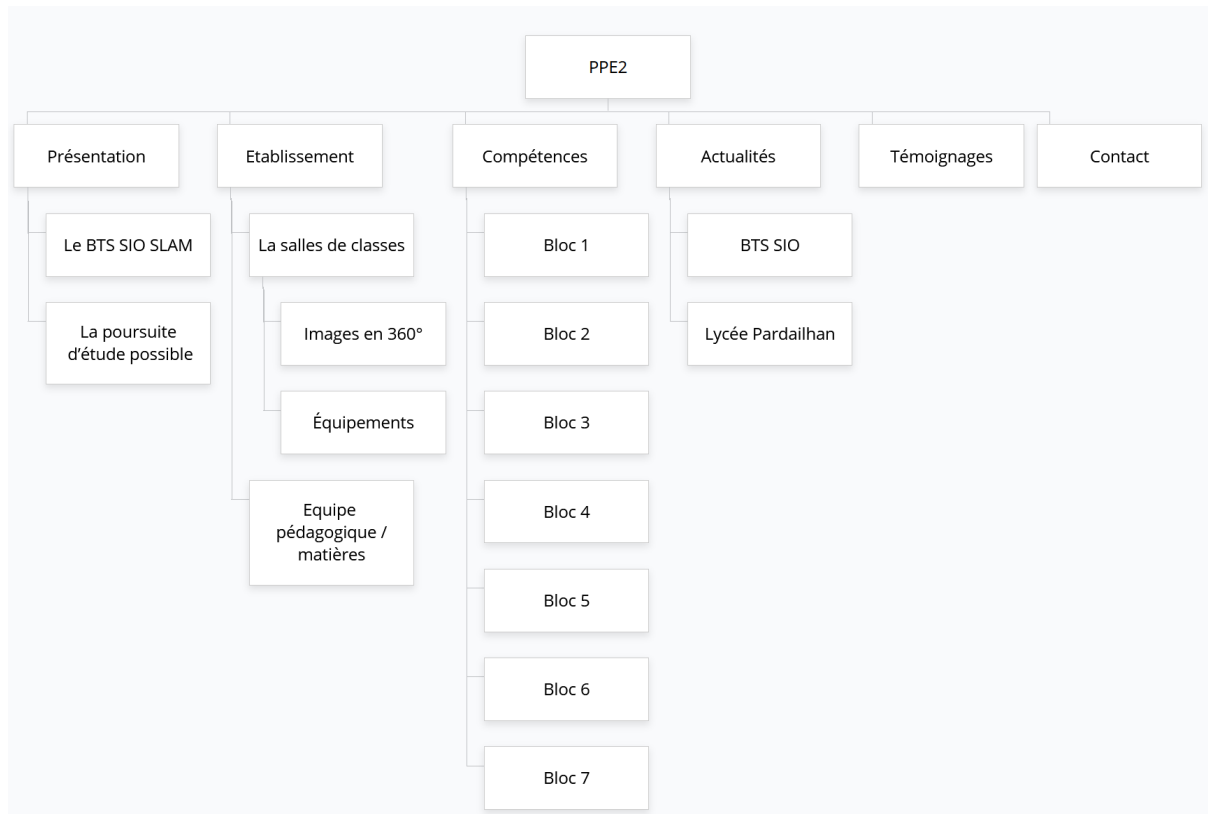 PPE2
Présentation
Etablissement
Compétences
Actualités
Témoignages
Contact
Le BTS SIO SLAM
La poursuite
d’étude possible
La salles de classes
Images en 360°
Équipements
Equipe
pédagogique /
matières
Bloc 1
Bloc 2
Bloc 3
Bloc 4
Bloc 5
Bloc 6
Bloc 7
BTS SIO
Lycée Pardailhan